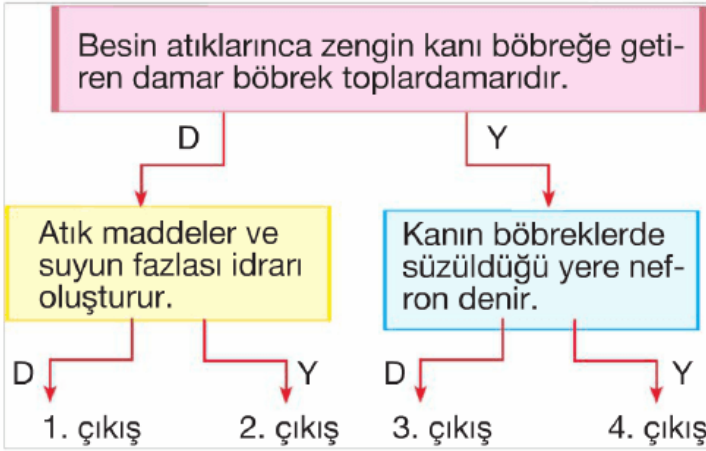 Besin atıklarınca zengin kanı böbreğe geti-
ren damar böbrek toplardamarıdır.
D
Y
Atık maddeler ve
suyun fazlası idrarı
oluşturur.
Kanın böbreklerde
süzüldüğü yere nef-
ron denir.
D
Y
D
Y
1. çıkış
2. çıkış
3. çıkış
4. çıkış